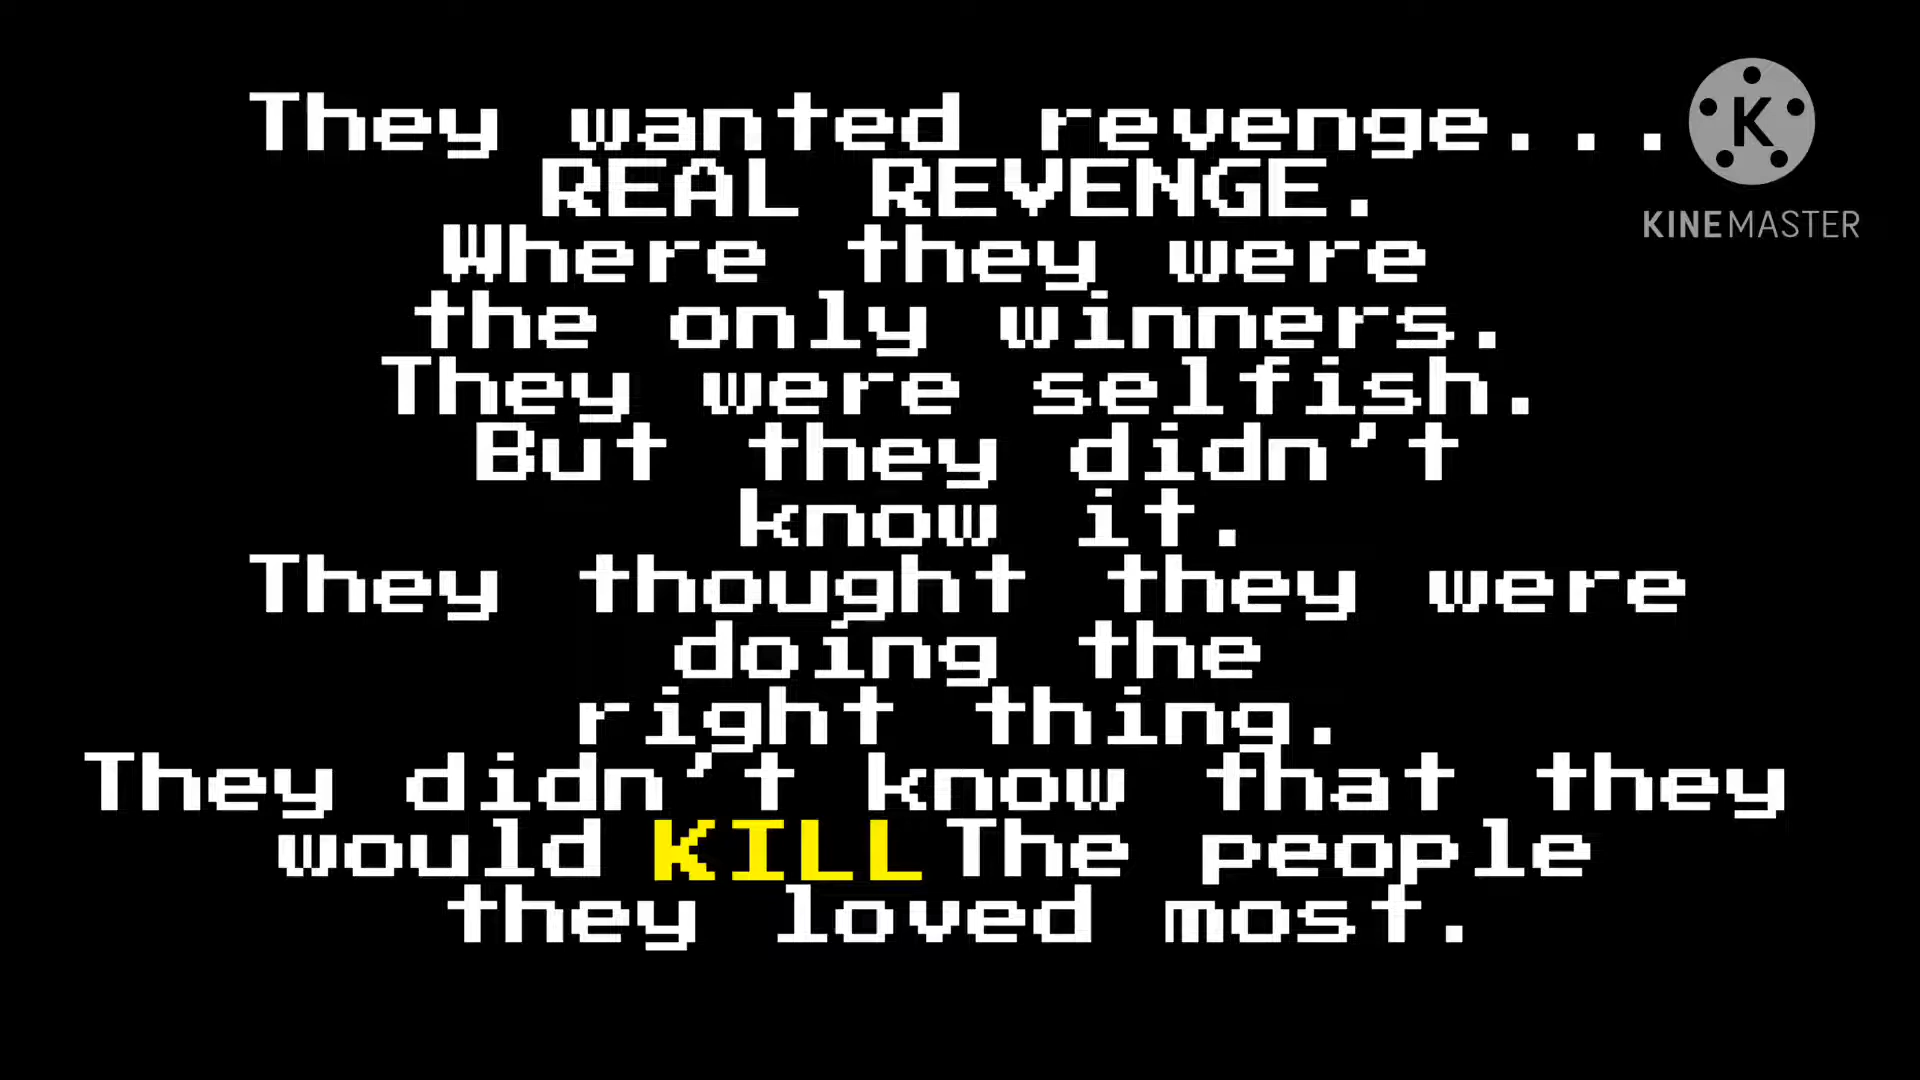 They wanted revenge...
REAL REVENGE.
Where they were
the only winners.
They were selfish.
But they didn't
know it.
They thought they were
doing the
right thing.
They didn't know that they
would KILL The people
they loved most.
K
KINEMASTER